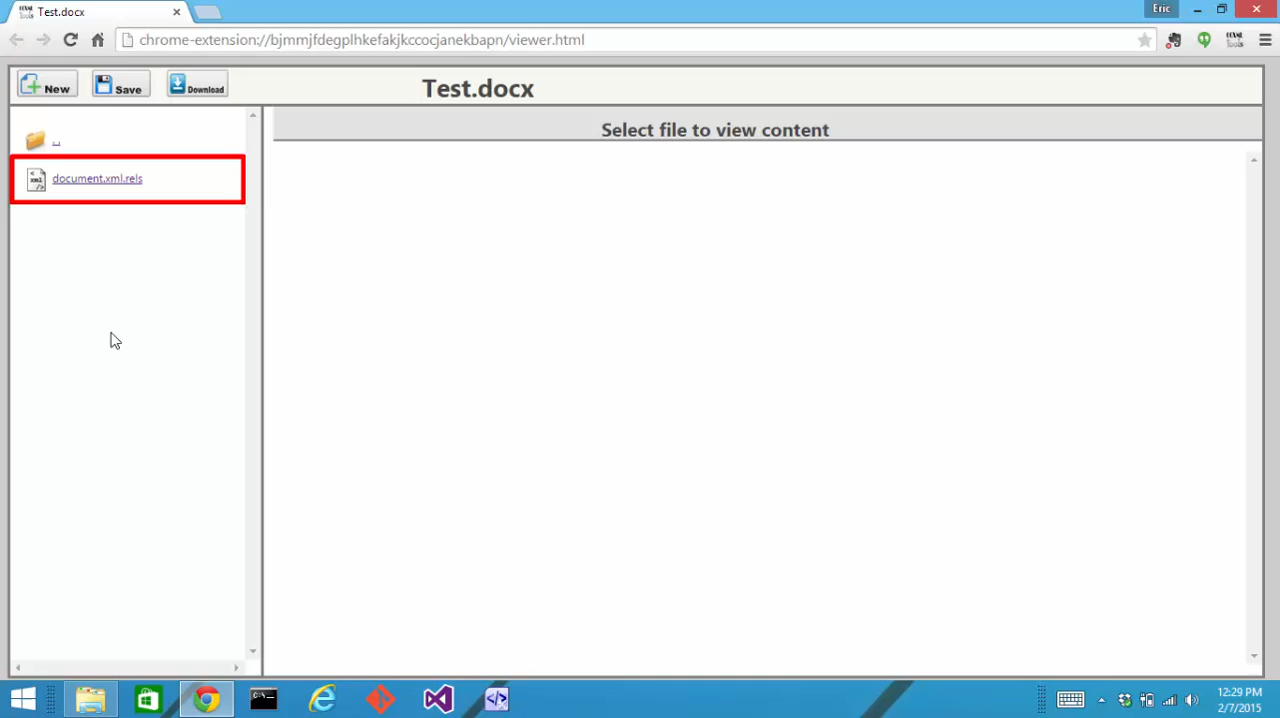 Test.docx
Eric
chrome-extension://bjmmjfdegplhkefakjkccocjanekbapn/viewer.html
New
Save
Download
Test.docx
..
Select file to view content
document.xml.rels
12:29 PM
2/7/2015